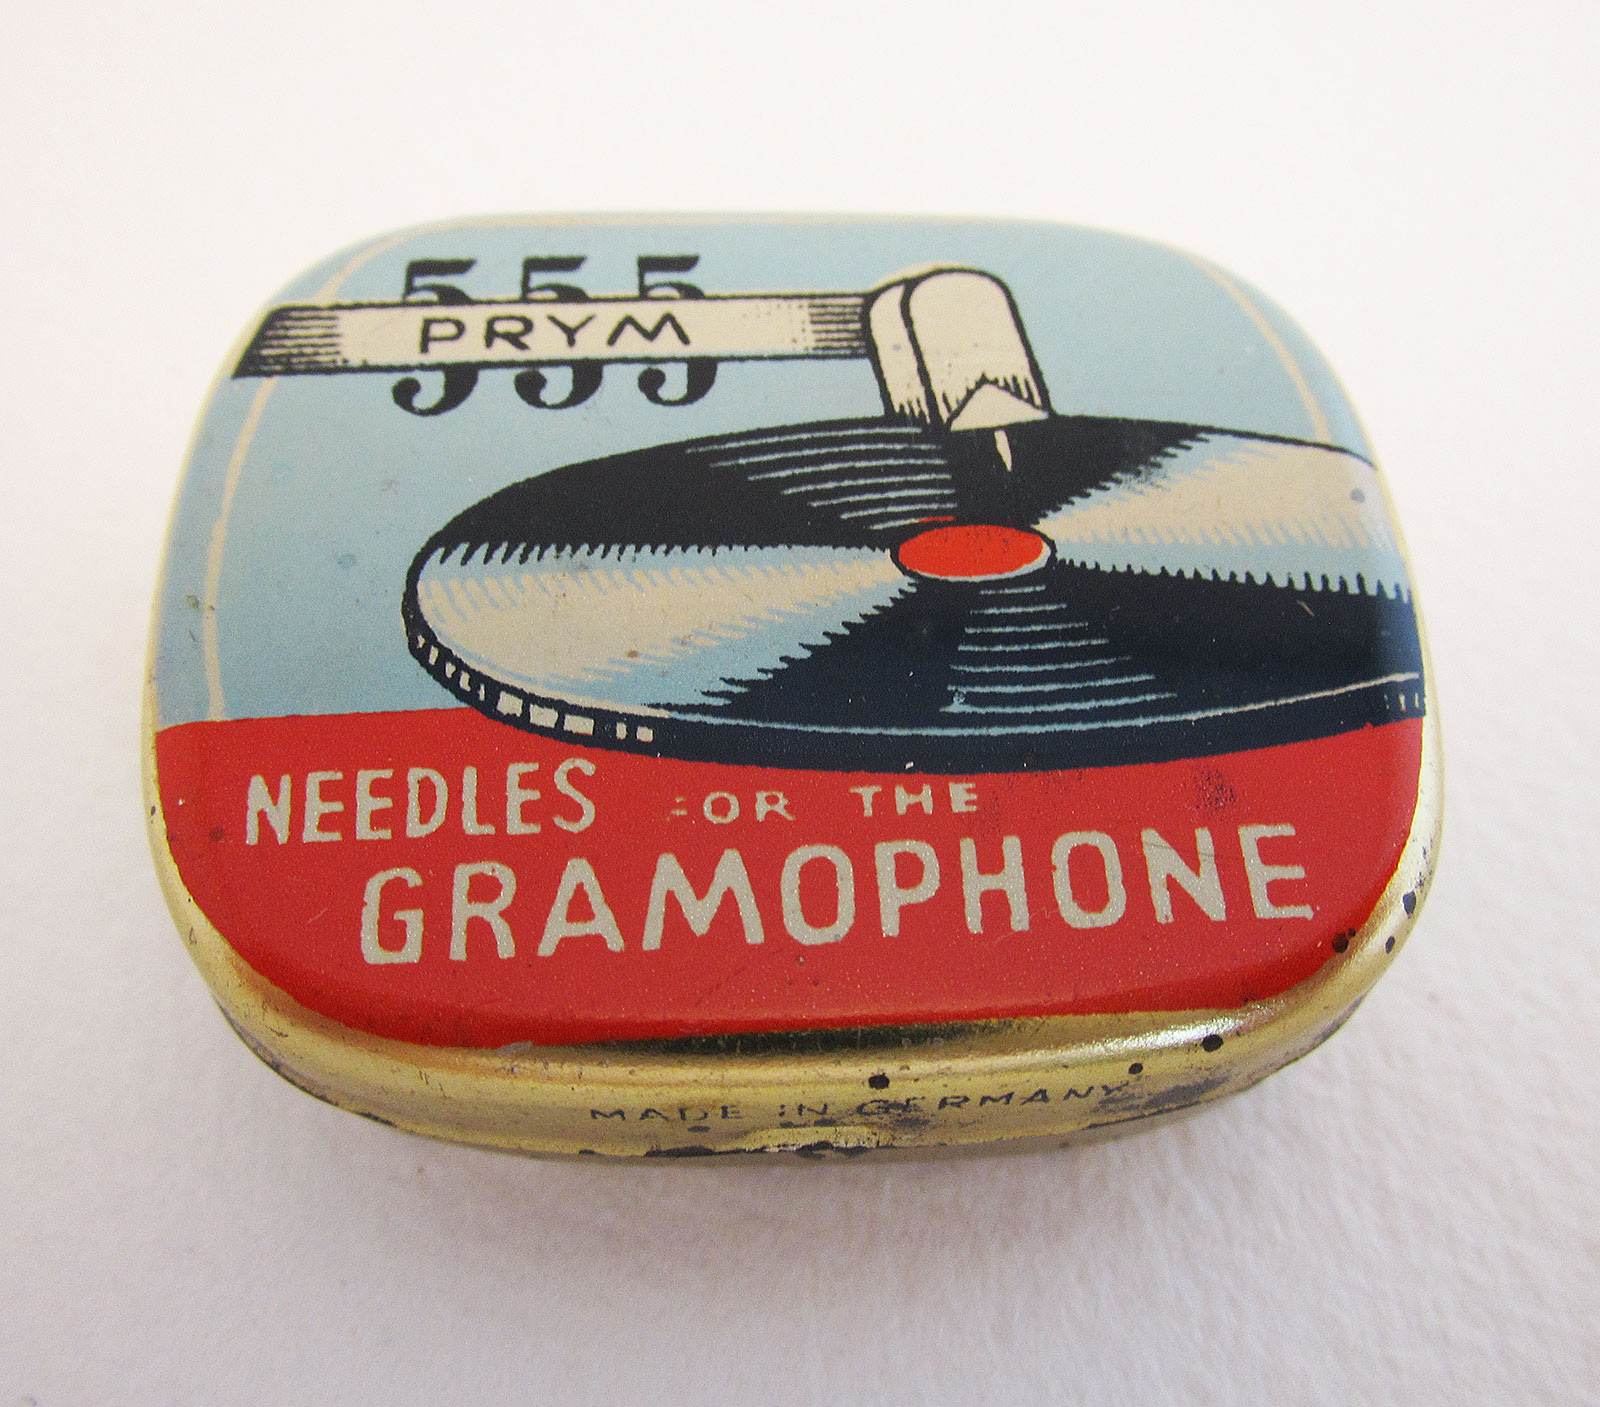 555
PRYM
NEEDLES FOR THE
GRAMOPHONE
MADE IN GERMANY